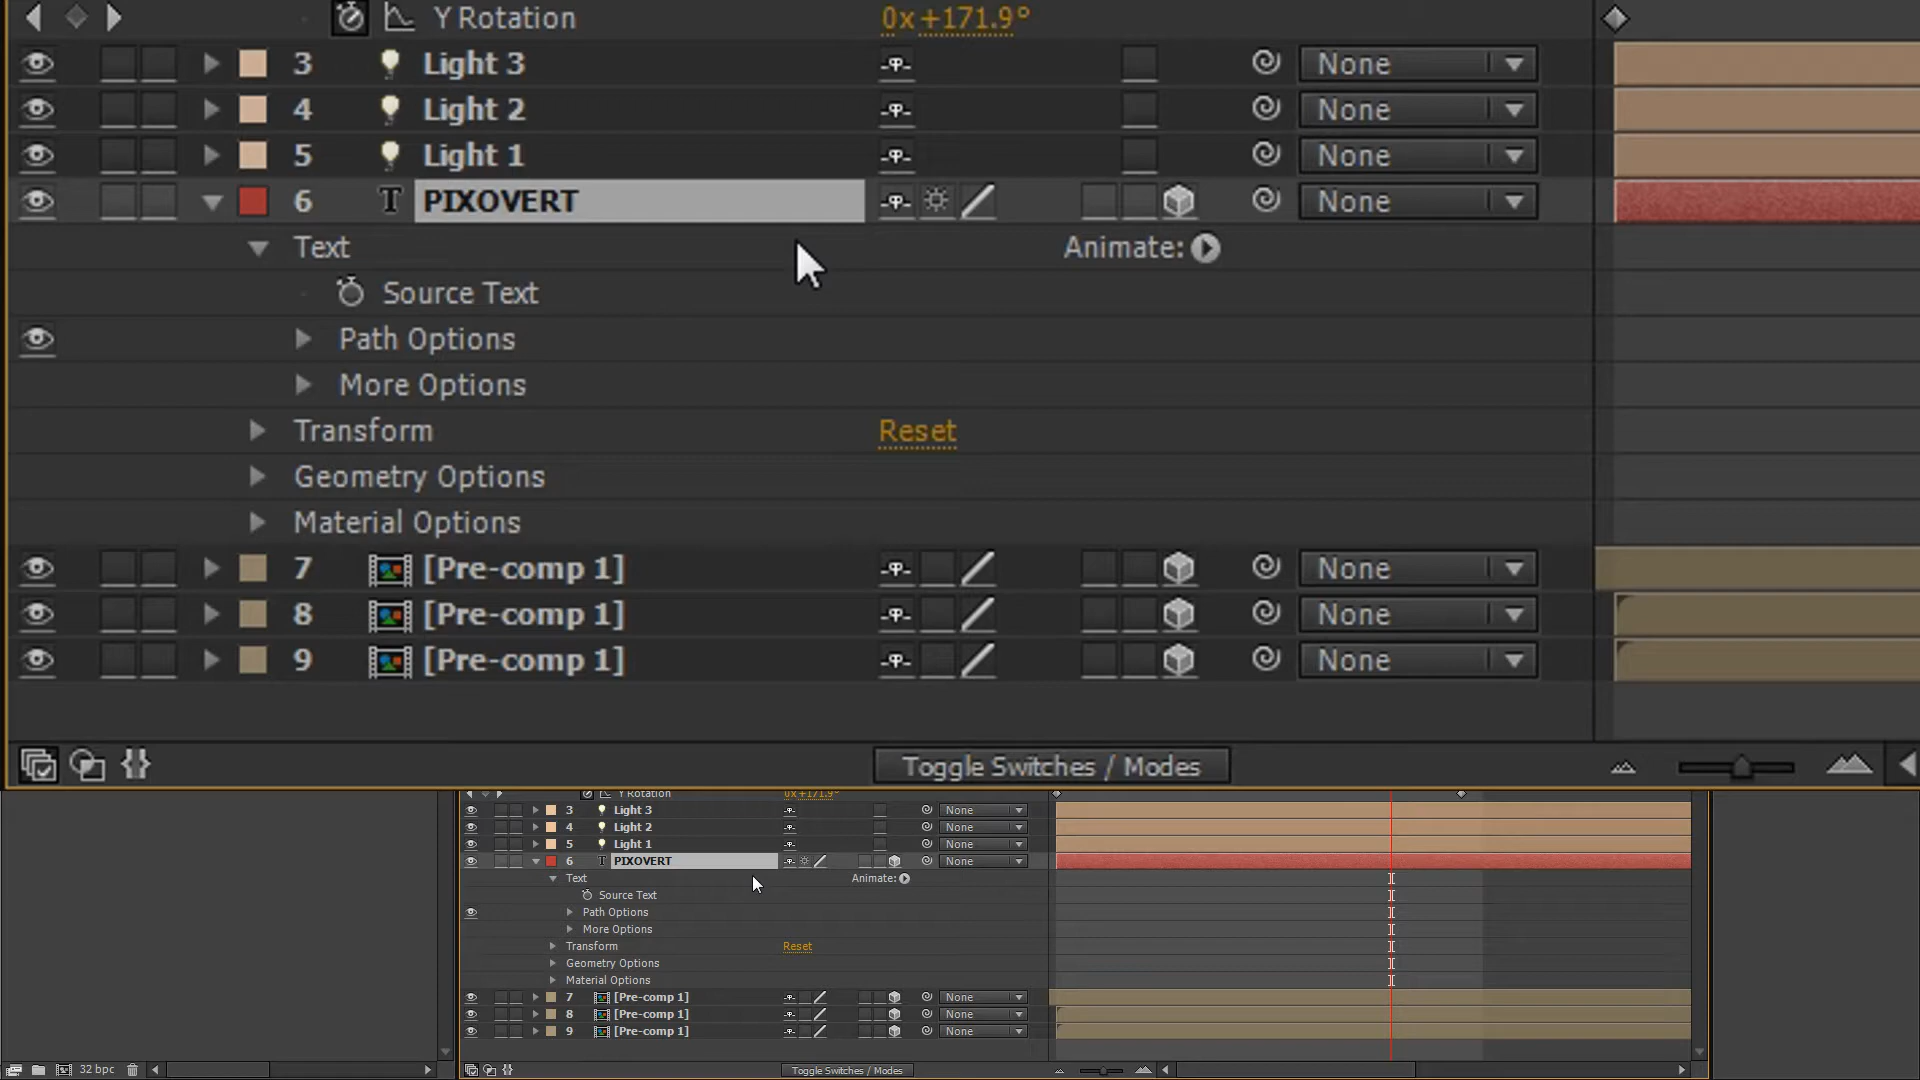 Y Rotation 0x+171.9°
3 Light 3 None
4 Light 2 None
5 Light 1 None
6 T PIXOVERT None
Text Animate:
Source Text
Path Options
More Options
Transform Reset
Geometry Options
Material Options
7 [Pre-comp 1] None
8 [Pre-comp 1] None
9 [Pre-comp 1] None
Toggle Switches / Modes
Y Rotation 0x+171.9°
3 Light 3 None
4 Light 2 None
5 Light 1 None
6 T PIXOVERT None
Text Animate:
Source Text
Path Options
More Options
Transform Reset
Geometry Options
Material Options
7 [Pre-comp 1] None
8 [Pre-comp 1] None
9 [Pre-comp 1] None
32 bpc Toggle Switches / Modes